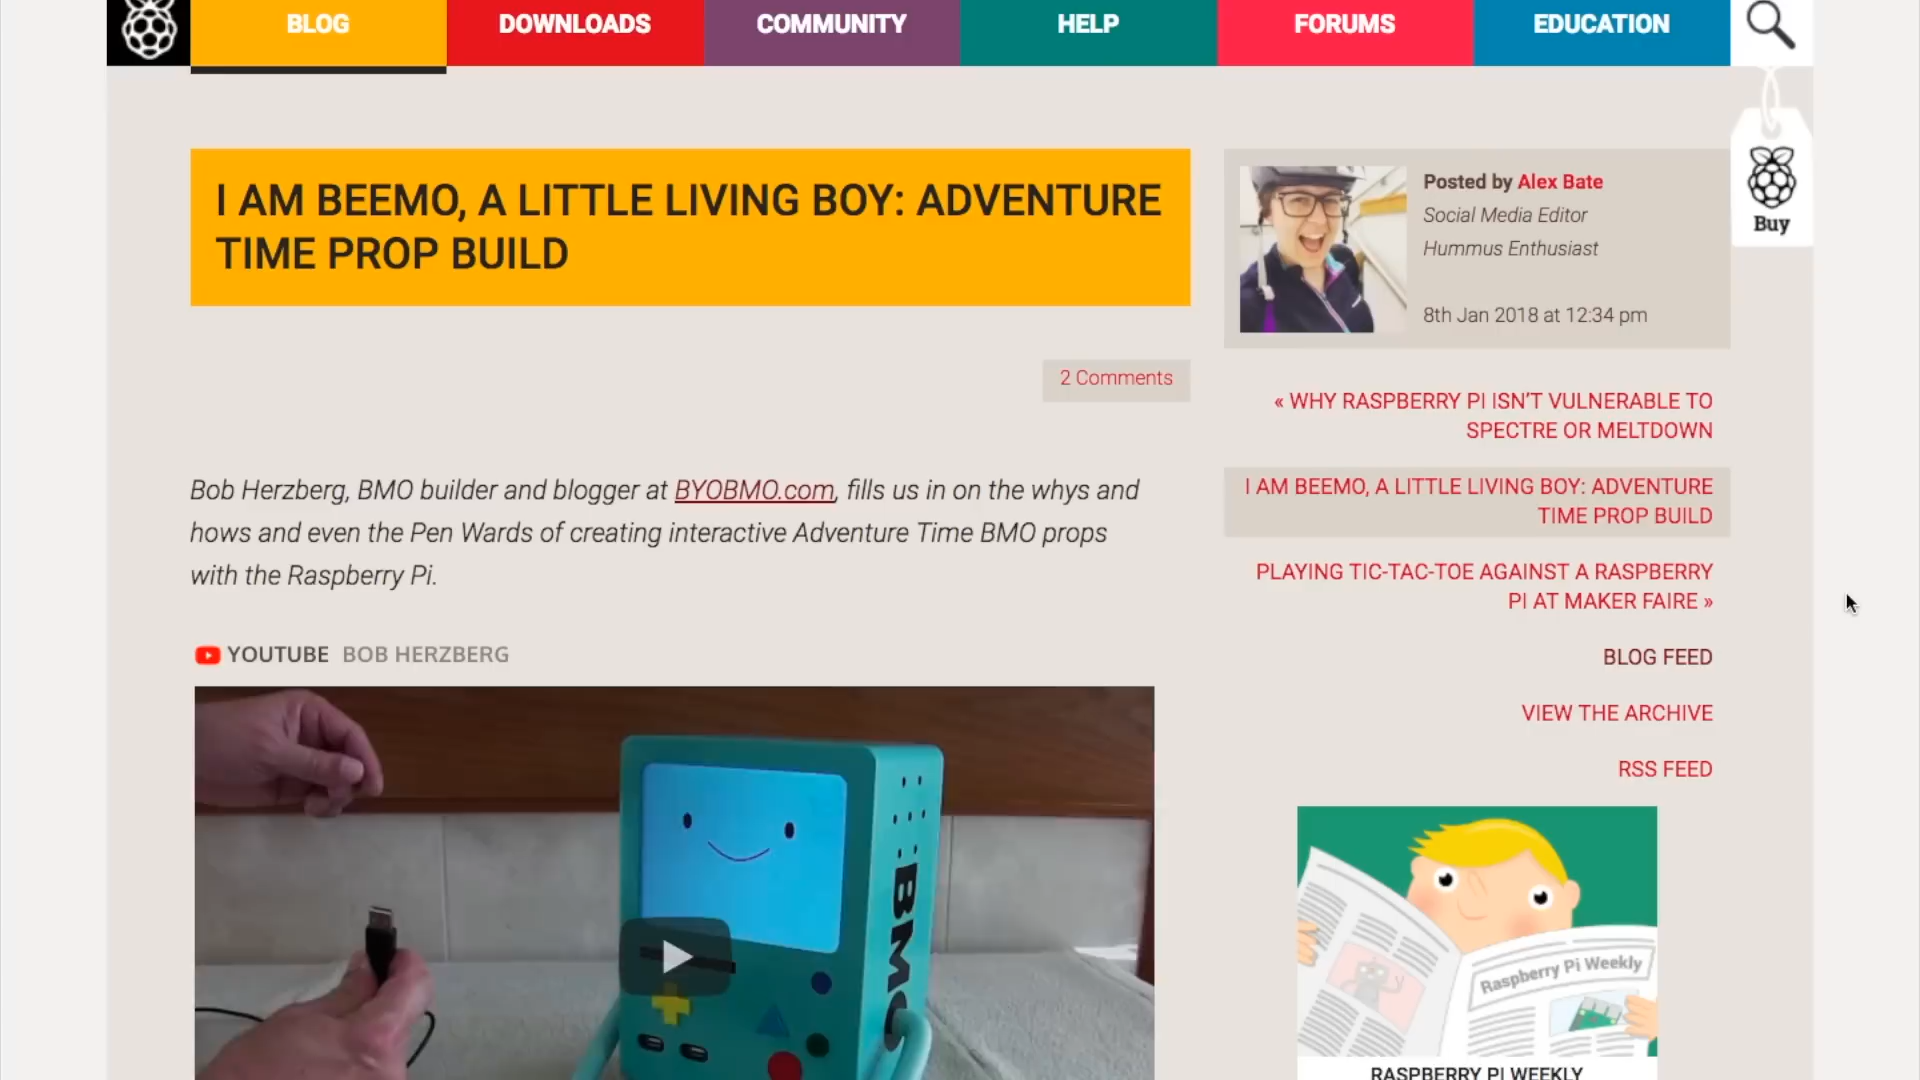 BLOG
DOWNLOADS
COMMUNITY
HELP
FORUMS
EDUCATION
Buy
I AM BEEMO, A LITTLE LIVING BOY: ADVENTURE
TIME PROP BUILD
2 Comments
Bob Herzberg, BMO builder and blogger at BYOBMO.com, fills us in on the whys and
hows and even the Pen Wards of creating interactive Adventure Time BMO props
with the Raspberry Pi.
YOUTUBE BOB HERZBERG
BMO
Posted by Alex Bate
Social Media Editor
Hummus Enthusiast
8th Jan 2018 at 12:34 pm
« WHY RASPBERRY PI ISN'T VULNERABLE TO
SPECTRE OR MELTDOWN
I AM BEEMO, A LITTLE LIVING BOY: ADVENTURE
TIME PROP BUILD
PLAYING TIC-TAC-TOE AGAINST A RASPBERRY
PI AT MAKER FAIRE »
BLOG FEED
VIEW THE ARCHIVE
RSS FEED
Raspberry Pi Weekly
RASPBERRY PI WEEKLY